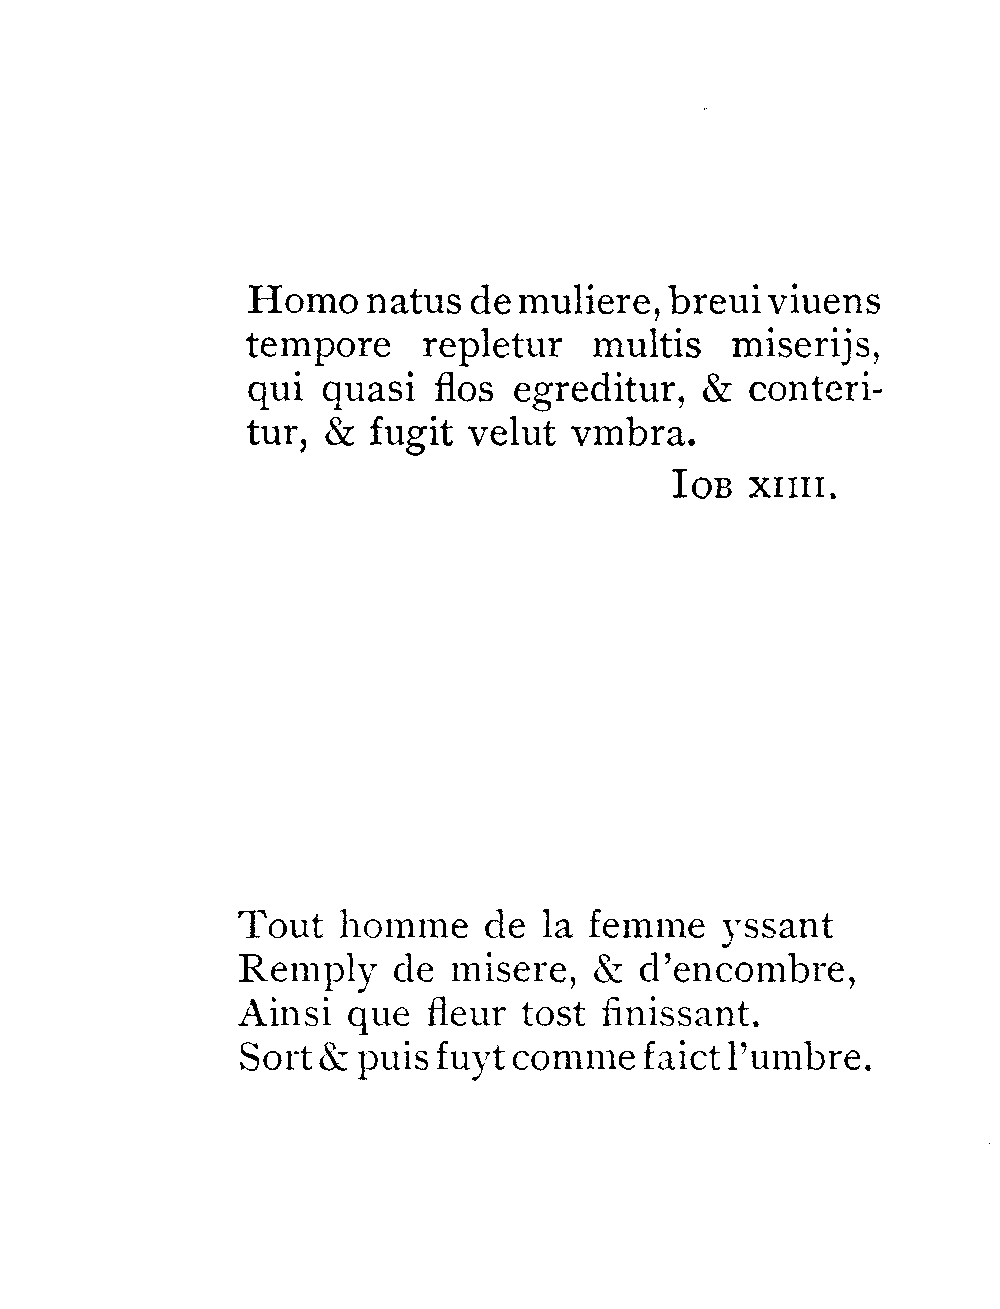 Homo natus de muliere, breui viuens
tempore repletur multis miserijs,
qui quasi flos egreditur, & conteri-
tur, & fugit velut vmbra.
IOB XIIII.
Tout homme de la femme yssant
Remply de misere, & d'encombre,
Ainsi que fleur tost finissant.
Sort & puis fuyt comme faict l'umbre.